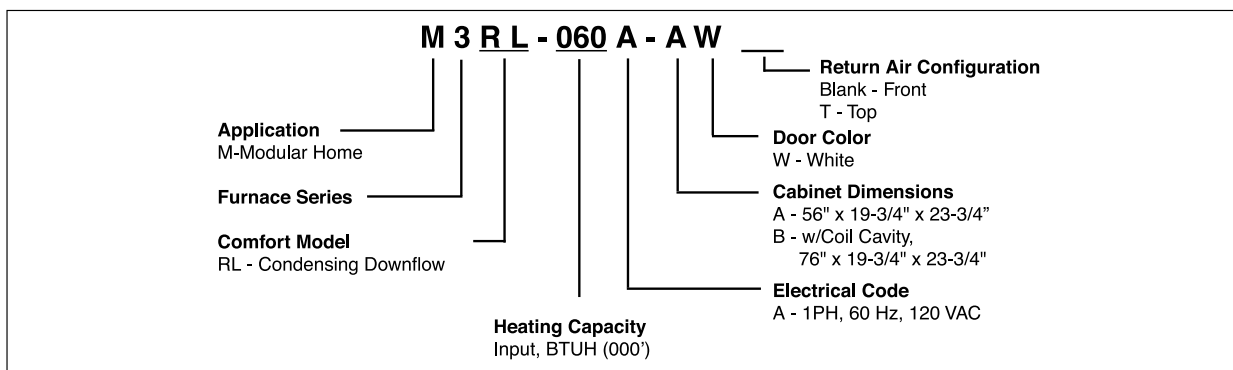 M 3 R L - 060 A - A W
Return Air Configuration
Blank - Front
T - Top
Application
M-Modular Home
Door Color
W - White
Furnace Series
Cabinet Dimensions
A - 56" x 19-3/4" x 23-3/4”
B - w/Coil Cavity,
76" x 19-3/4" x 23-3/4"
Comfort Model
RL - Condensing Downflow
Electrical Code
A - 1PH, 60 Hz, 120 VAC
Heating Capacity
Input, BTUH (000’)